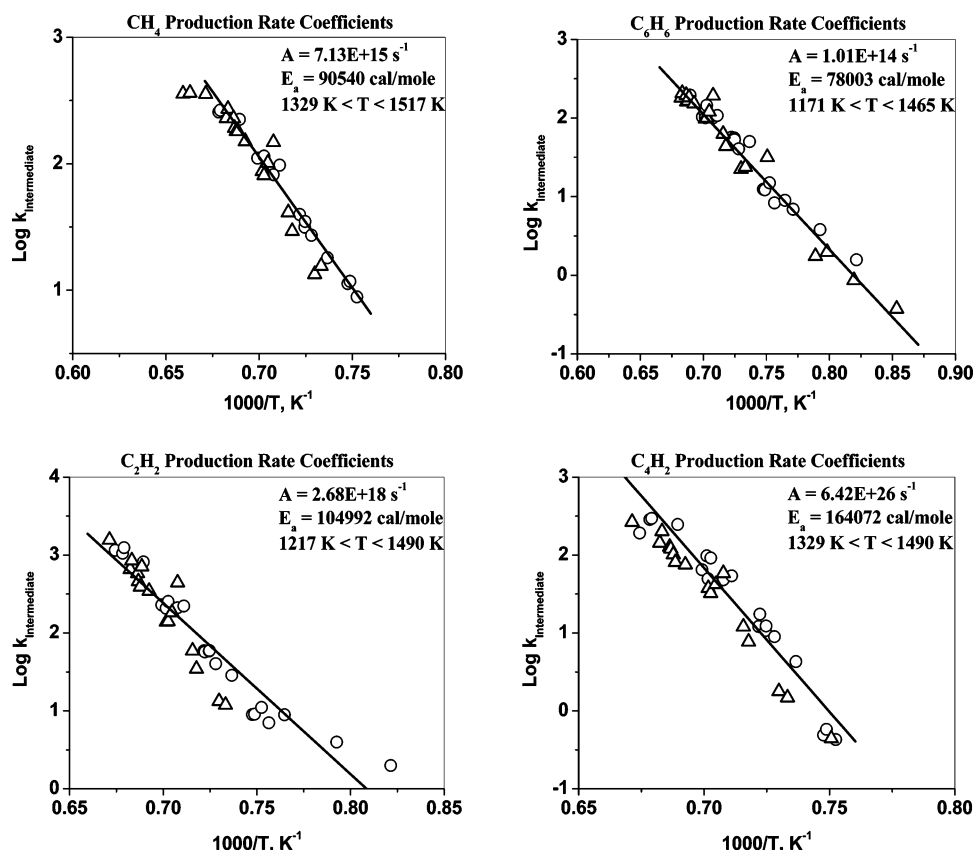 CH4 Production Rate Coefficients
A = 7.13E+15 s-1
Ea = 90540 cal/mole
1329 K < T < 1517 K
3
2
1
Log kIntermediate
0.60 0.70 0.75 0.80
1000/T, K-1
C6H6 Production Rate Coefficients
A = 1.01E+14 s-1
Ea = 78003 cal/mole
1171 K < T < 1465 K
3
2
1
0
-1
Log kIntermediate
0.60 0.70 0.75 0.80 0.85 0.90
1000/T, K-1
C2H2 Production Rate Coefficients
A = 2.68E+18 s-1
Ea = 104992 cal/mole
1217 K < T < 1490 K
4
3
2
1
0
Log kIntermediate
0.65 0.70 0.75 0.80 0.85
1000/T, K-1
C4H2 Production Rate Coefficients
A = 6.42E+26 s-1
Ea = 164072 cal/mole
1329 K < T < 1490 K
3
2
1
0
-1
Log kIntermediate
0.65 0.70 0.75 0.80
1000/T, K-1